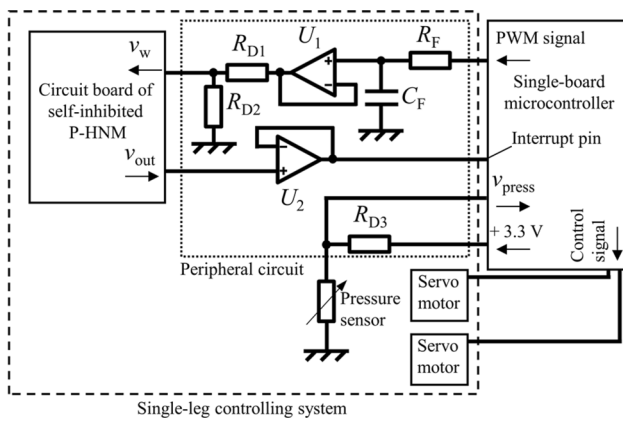 v_w
R_D1
U_1
R_F
PWM signal
Circuit board of
self-inhibited
P-HNM
R_D2
C_F
Single-board
microcontroller
v_out
U_2
Interrupt pin
v_press
R_D3
+ 3.3 V
Control
signal
Peripheral circuit
Pressure
sensor
Servo
motor
Servo
motor
Single-leg controlling system